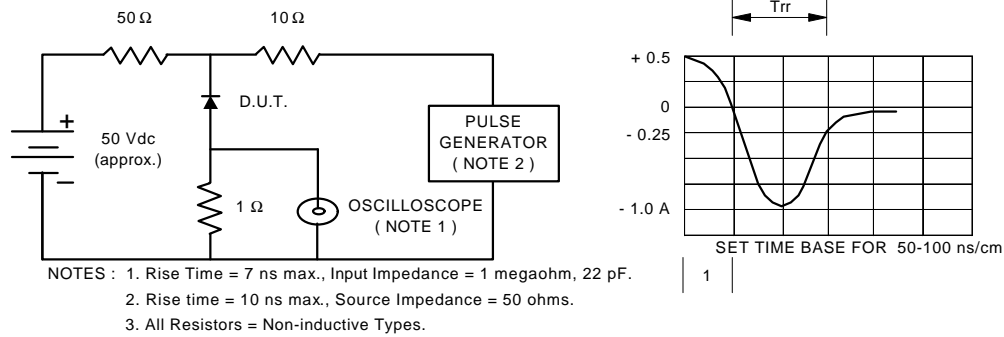 50 Ω
10 Ω
Trr
+
50 Vdc
(approx.)
−
D.U.T.
1 Ω
OSCILLOSCOPE
( NOTE 1 )
PULSE
GENERATOR
( NOTE 2 )
+ 0.5
0
- 0.25
- 1.0 A
SET TIME BASE FOR 50-100 ns/cm
1
NOTES : 1. Rise Time = 7 ns max., Input Impedance = 1 megaohm, 22 pF.
2. Rise time = 10 ns max., Source Impedance = 50 ohms.
3. All Resistors = Non-inductive Types.